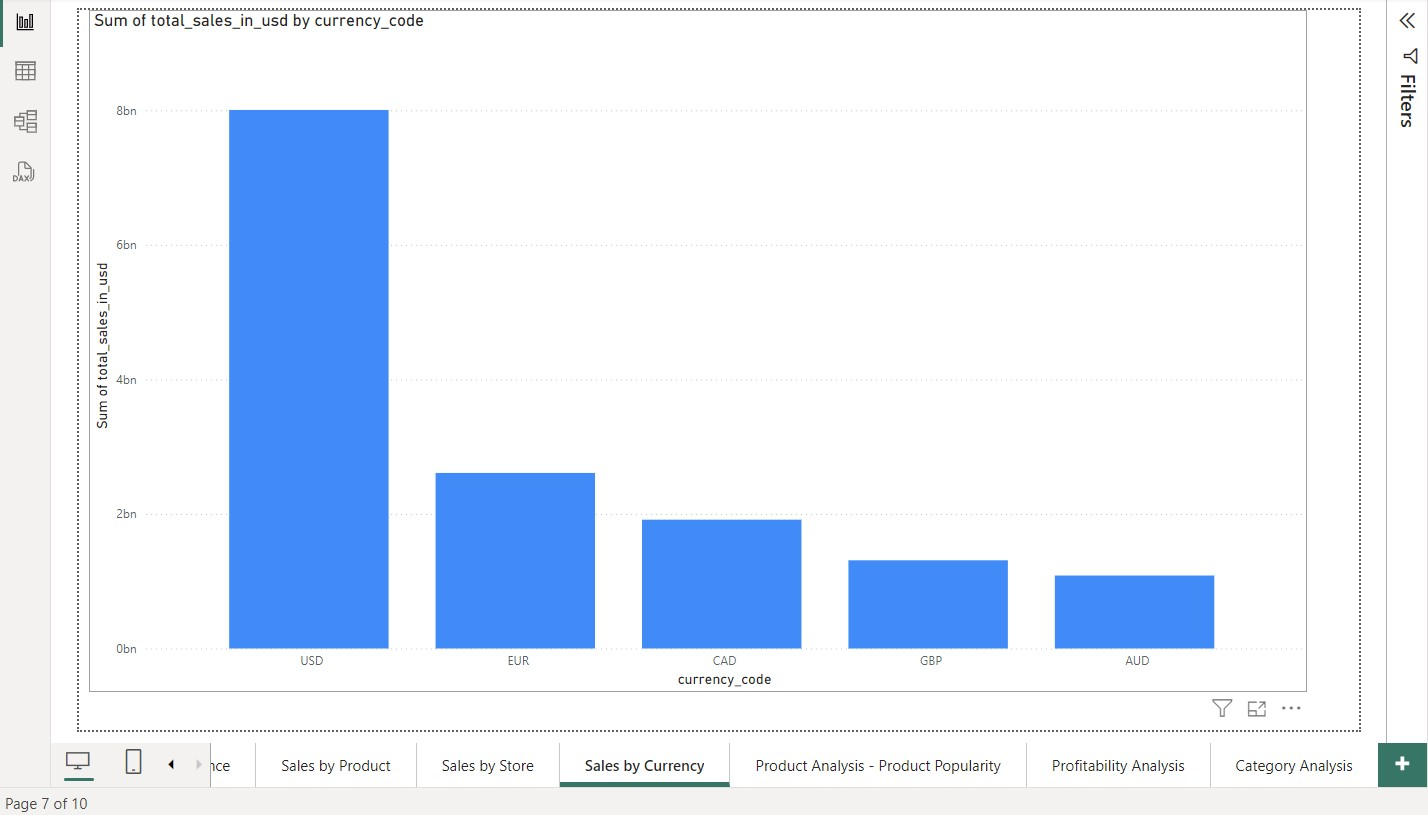 Sum of total_sales_in_usd by currency_code
Filters
DAX
Sum of total_sales_in_usd
8bn
6bn
4bn
2bn
0bn
USD
EUR
CAD
GBP
AUD
currency_code
nce
Sales by Product
Sales by Store
Sales by Currency
Product Analysis - Product Popularity
Profitability Analysis
Category Analysis
Page 7 of 10